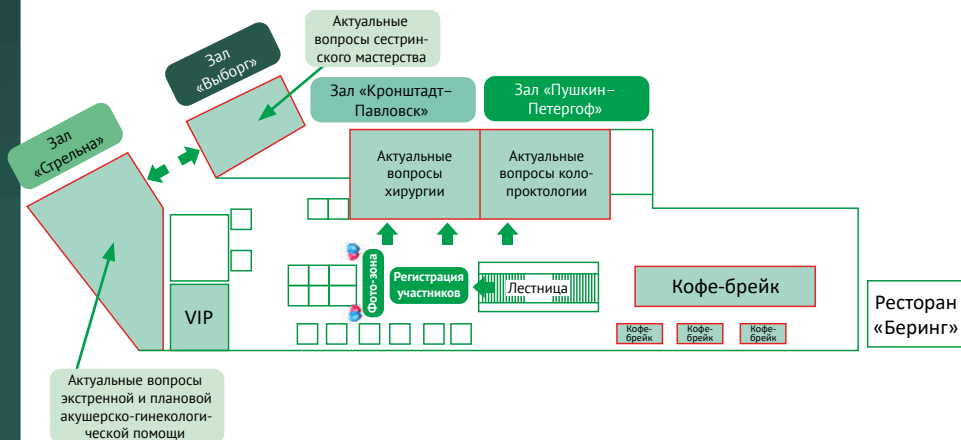 Актуальные
вопросы сестрин-
ского мастерства
Зал
«Выборг»
Зал «Кронштадт–
Павловск»
Зал «Пушкин–
Петергоф»
Зал
«Стрельна»
Актуальные
вопросы
хирургии
Актуальные
вопросы коло-
проктологии
Фото-зона
Регистрация
участников
Лестница
Кофе-брейк
VIP
Ресторан
«Беринг»
Кофе-
брейк
Кофе-
брейк
Кофе-
брейк
Актуальные вопросы
экстренной и плановой
акушерско-гинекологи-
ческой помощи